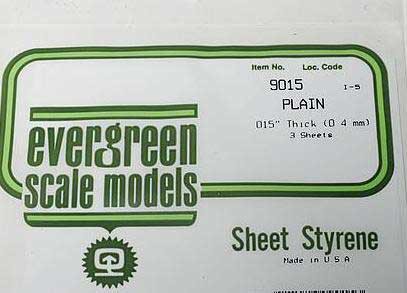 Item No. Loc. Code
9015 I-5
PLAIN
.015" Thick (0.4 mm)
3 Sheets
evergreen
scale models
Sheet Styrene
Made in U S A